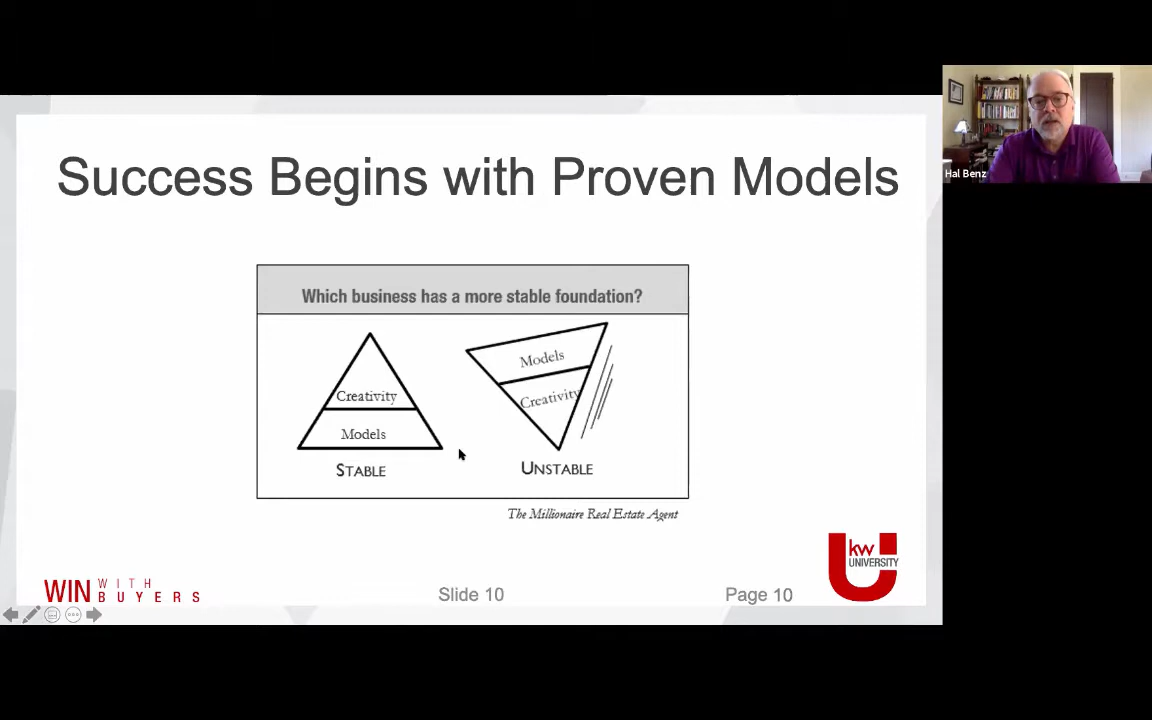 Success Begins with Proven Models
Hal Benz
Which business has a more stable foundation?
Creativity
Models
STABLE
Models
Creativity
UNSTABLE
The Millionaire Real Estate Agent
WIN WITH BUYERS
Slide 10
Page 10
kw
UNIVERSITY